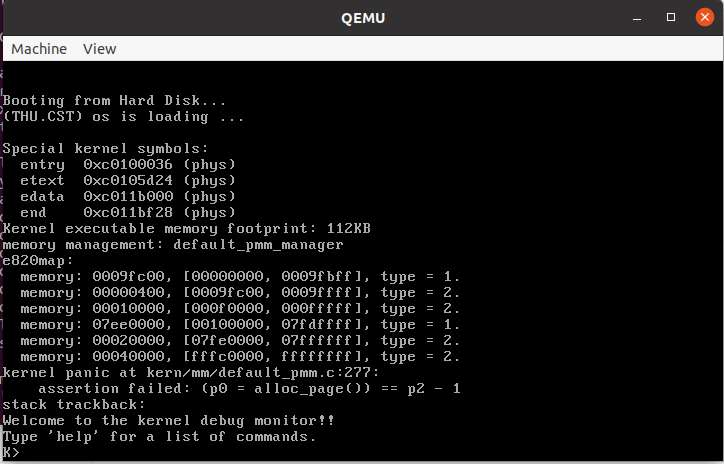 QEMU
Machine View
Booting from Hard Disk...
(THU.CST) os is loading ...
Special kernel symbols:
  entry  0xc0100036 (phys)
  etext  0xc0105d24 (phys)
  edata  0xc011b000 (phys)
  end    0xc011bf28 (phys)
Kernel executable memory footprint: 112KB
memory management: default_pmm_manager
e820map:
  memory: 0009fc00, [00000000, 0009fbff], type = 1.
  memory: 00000400, [0009fc00, 0009ffff], type = 2.
  memory: 00010000, [000f0000, 000fffff], type = 2.
  memory: 07ee0000, [00100000, 07fdffff], type = 1.
  memory: 00020000, [07fe0000, 07ffffff], type = 2.
  memory: 00040000, [fffc0000, ffffffff], type = 2.
kernel panic at kern/mm/default_pmm.c:277:
    assertion failed: (p0 = alloc_page()) == p2 - 1
stack trackback:
Welcome to the kernel debug monitor!!
Type 'help' for a list of commands.
K>